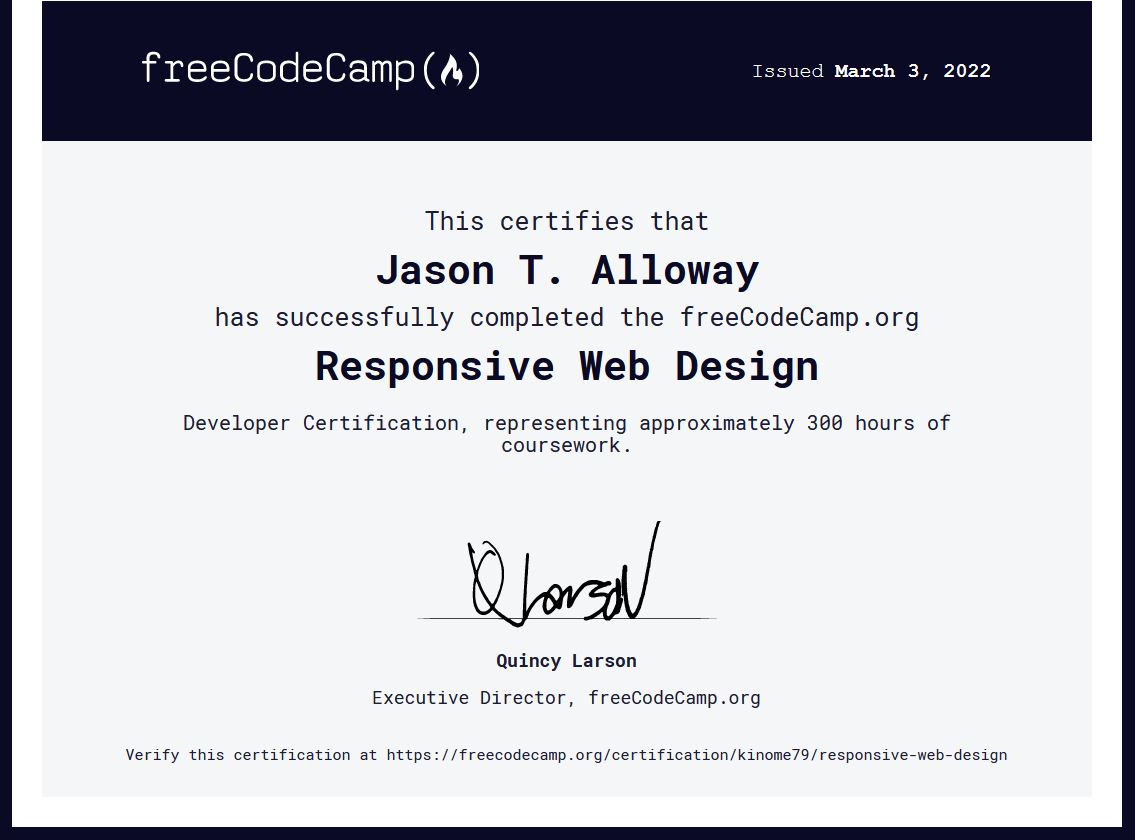 freeCodeCamp(🔥)
Issued March 3, 2022
This certifies that
Jason T. Alloway
has successfully completed the freeCodeCamp.org
Responsive Web Design
Developer Certification, representing approximately 300 hours of
coursework.
Q Larson
Quincy Larson
Executive Director, freeCodeCamp.org
Verify this certification at https://freecodecamp.org/certification/kinome79/responsive-web-design